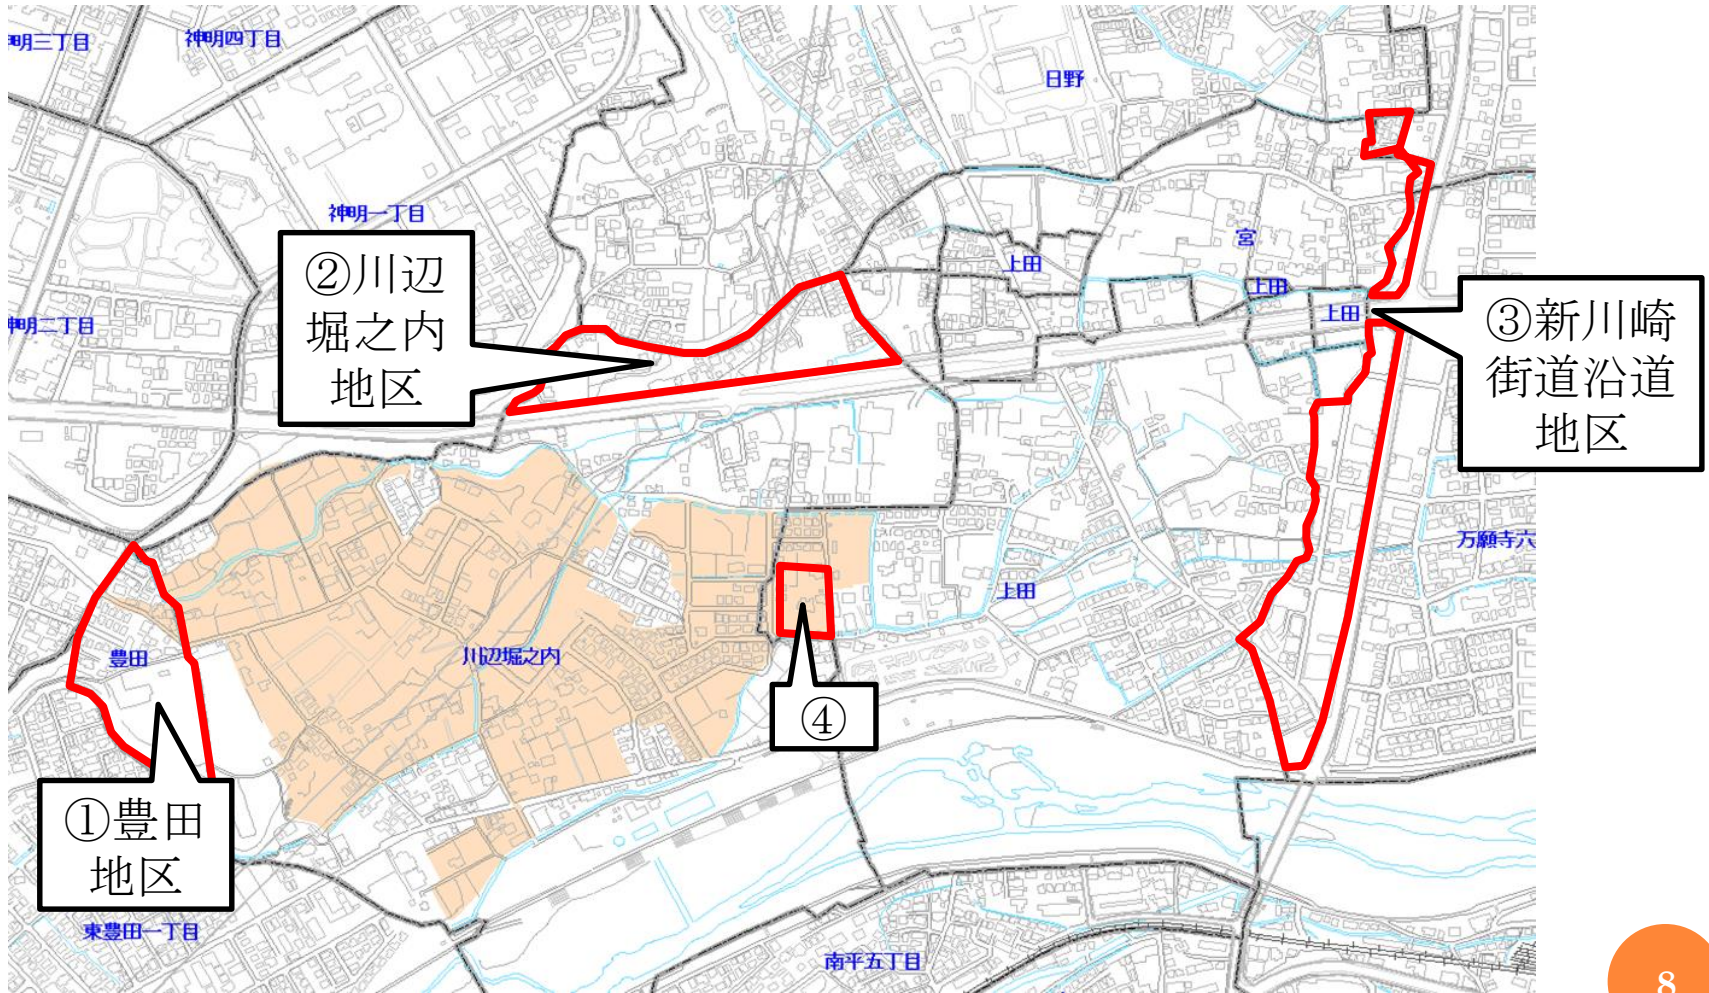 神明四丁目
明三丁目
日野
神明一丁目
宮
②川辺
堀之内
地区
上田
上田
上田
③新川崎
街道沿道
地区
明二丁目
万願寺六
上田
豊田
川辺堀之内
④
①豊田
地区
東豊田一丁目
南平五丁目
8